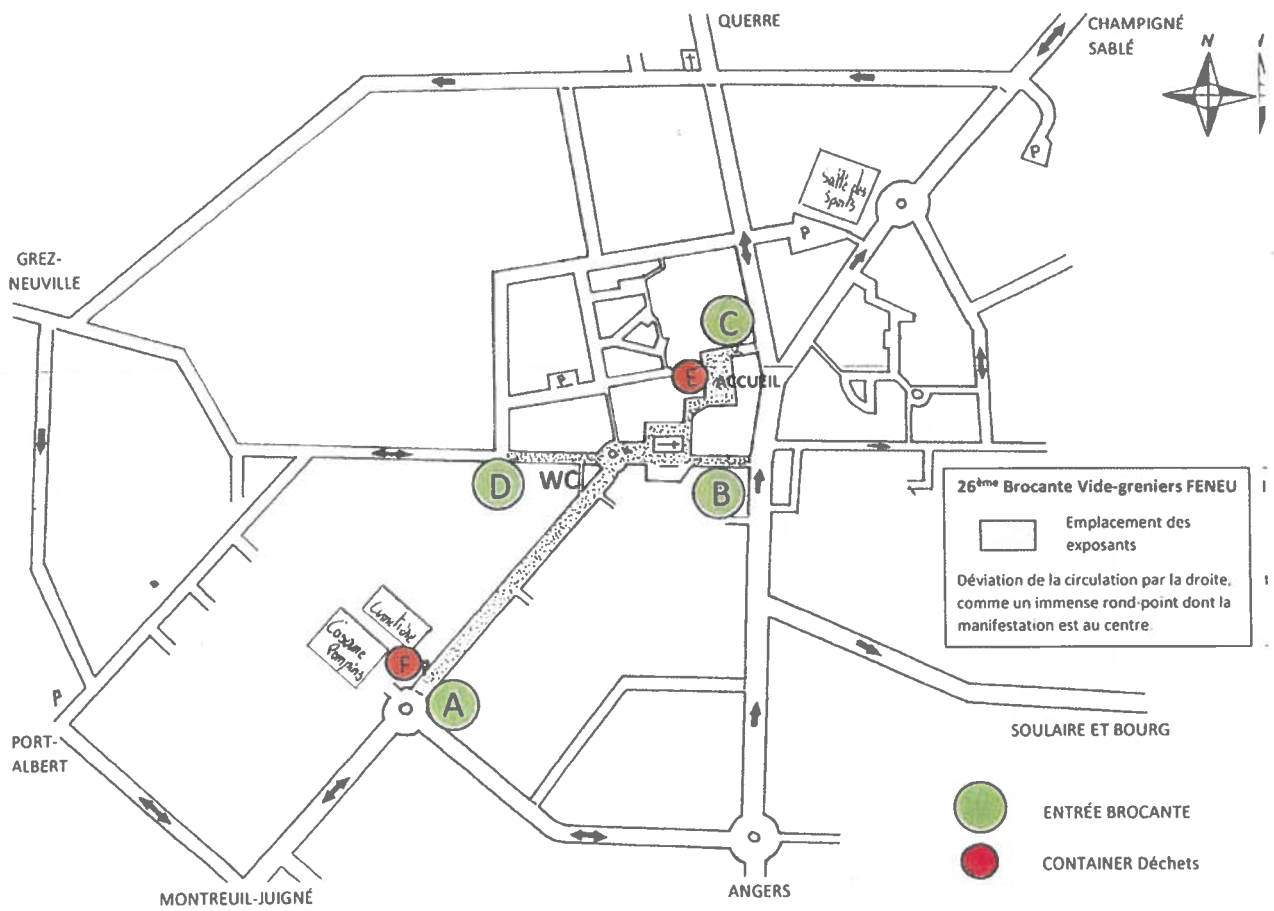 QUERRE
CHAMPIGNÉ
SABLÉ
N
P
Salle des
Sports
P
GREZ-
NEUVILLE
C
P
E
ACCUEIL
D
WC
B
26ème Brocante Vide-greniers FENEU
Emplacement des
exposants
Déviation de la circulation par la droite,
comme un immense rond-point dont la
manifestation est au centre
Cimetière
Caserne
Pompiers
F
A
P
PORT-
ALBERT
SOULAIRE ET BOURG
ENTRÉE BROCANTE
CONTAINER Déchets
MONTREUIL-JUIGNÉ
ANGERS